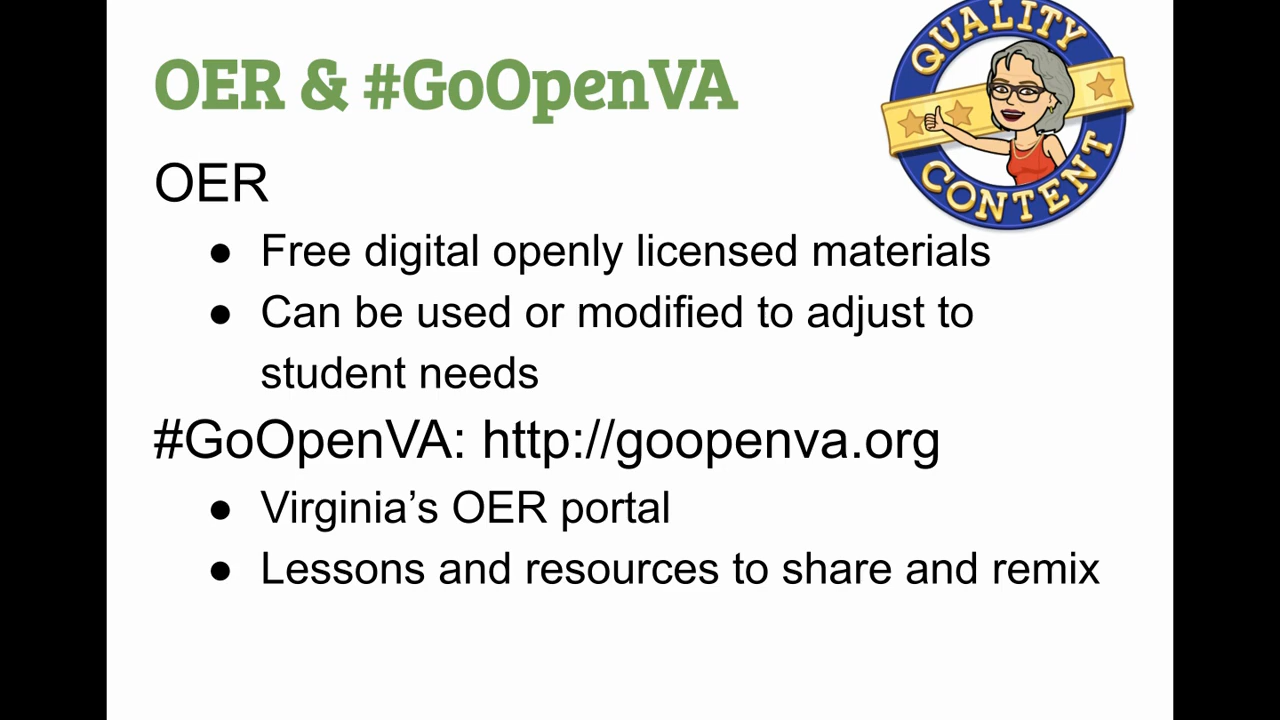 QUALITY
CONTENT
OER & #GoOpenVA
OER
● Free digital openly licensed materials
● Can be used or modified to adjust to
student needs
#GoOpenVA: http://goopenva.org
● Virginia’s OER portal
● Lessons and resources to share and remix